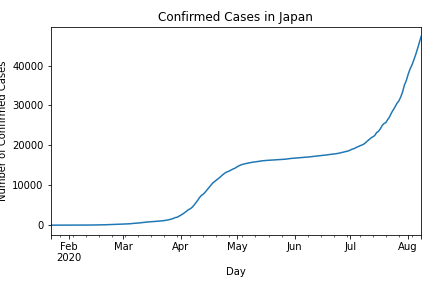 Confirmed Cases in Japan
Number of Confirmed Cases
40000
30000
20000
10000
0
Feb Mar Apr May Jun Jul Aug
2020
Day